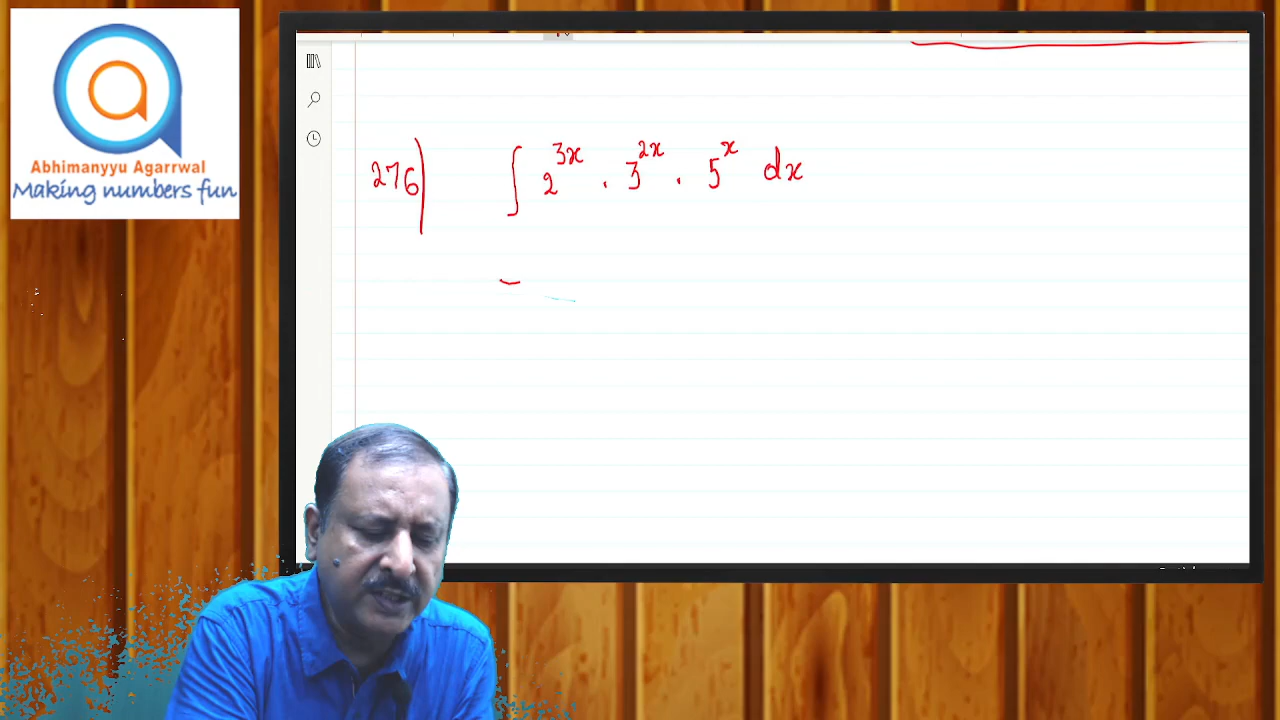 Abhimanyyu Agarrwal
Making numbers fun
276) ∫ 2^{3x} . 3^{2x} . 5^{x} dx